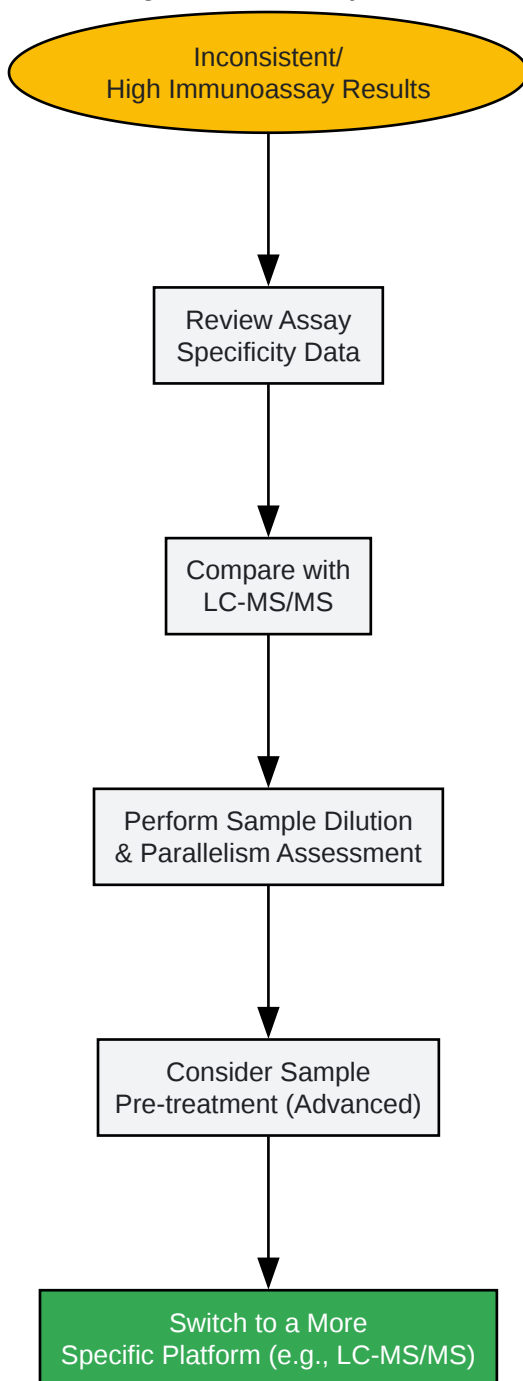 Inconsistent/
High Immunoassay Results
Review Assay
Specificity Data
Compare with
LC-MS/MS
Perform Sample Dilution
& Parallelism Assessment
Consider Sample
Pre-treatment (Advanced)
Switch to a More
Specific Platform (e.g., LC-MS/MS)